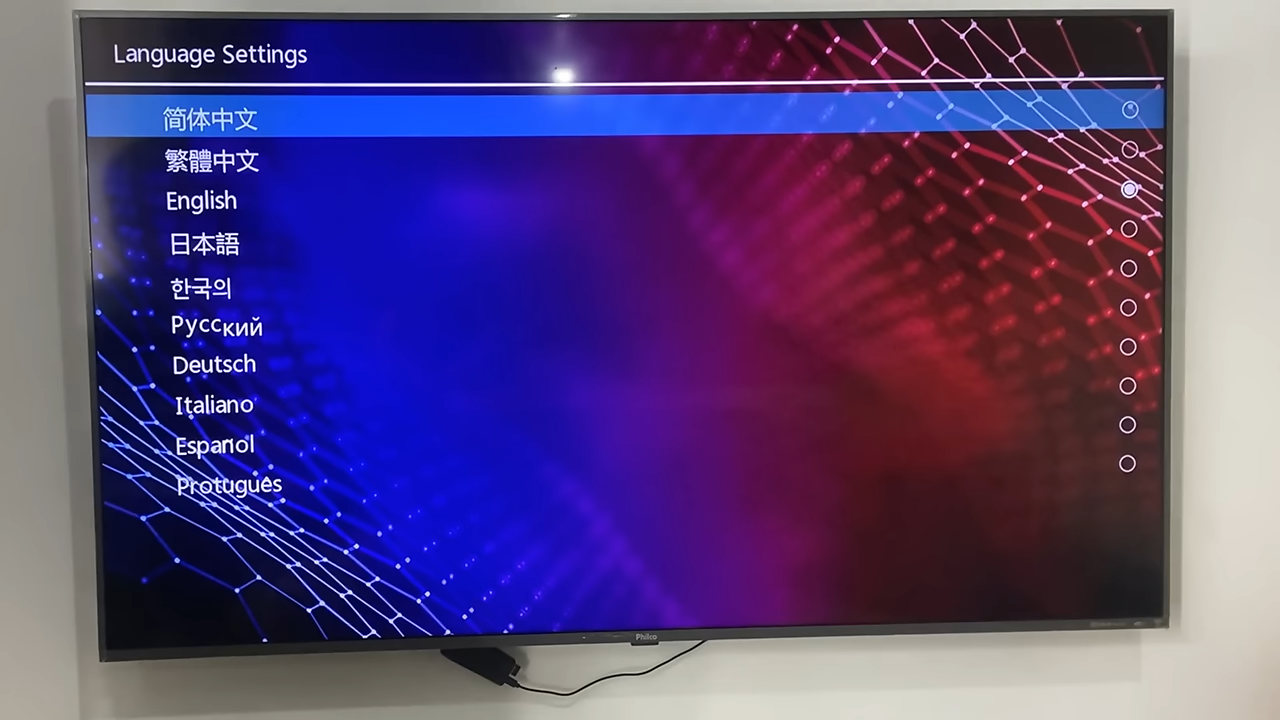 Language Settings
简体中文
繁體中文
English
日本語
한국의
Русский
Deutsch
Italiano
Espanol
Protuguês
Philco